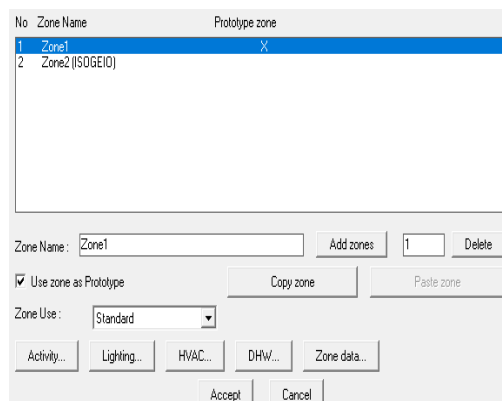 No Zone Name Prototype zone
1 Zone1 X
2 Zone2 (ISOGEIO)
Zone Name : Zone1 Add zones 1 Delete
Use zone as Prototype Copy zone Paste zone
Zone Use : Standard
Activity... Lighting... HVAC... DHW... Zone data...
Accept Cancel